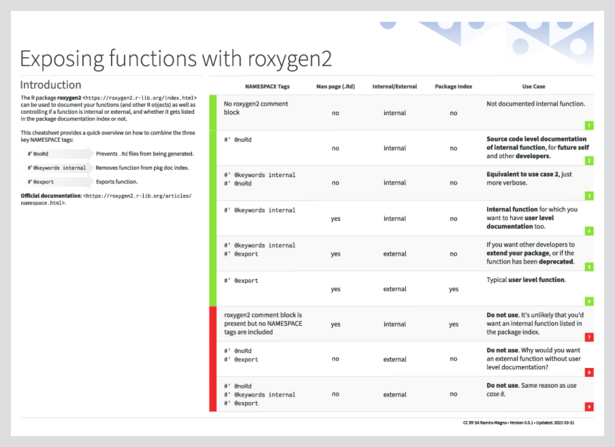 Exposing functions with roxygen2
Introduction
The R package roxygen2 <https://roxygen2.r-lib.org/index.html>
can be used to document your functions (and other R objects) as well as
controlling if a function is internal or external, and whether it gets listed
in the package documentation index or not.
This cheatsheet provides a quick overview on how to combine the three
key NAMESPACE tags:
#' @noRd Prevents .Rd files from being generated.
#' @keywords internal Removes function from pkg doc index.
#' @export Exports function.
Official documentation: <https://roxygen2.r-lib.org/articles/
namespace.html>.
NAMESPACE Tags Man page (.Rd) Internal/External Package Index Use Case
No roxygen2 comment
block
no internal no
Not documented internal function.
1
#' @noRd
no internal no
Source code level documentation
of internal function, for future self
and other developers.
2
#' @keywords internal
#' @noRd
no internal no
Equivalent to use case 2, just
more verbose.
3
#' @keywords internal
yes internal no
Internal function for which you
want to have user level
documentation too.
4
#' @keywords internal
#' @export
yes external no
If you want other developers to
extend your package, or if the
function has been deprecated.
5
#' @export
yes external yes
Typical user level function.
6
roxygen2 comment block is
present but no NAMESPACE
tags are included
yes internal yes
Do not use. It's unlikely that you'd
want an internal function listed in
the package index.
7
#' @noRd
#' @export
no external no
Do not use. Why would you want
an external function without user
level documentation?
8
#' @noRd
#' @keywords internal
#' @export
no external no
Do not use. Same reason as use
case 8.
9
CC BY SA Ramiro Magno • Version 0.0.1 • Updated: 2022-03-31